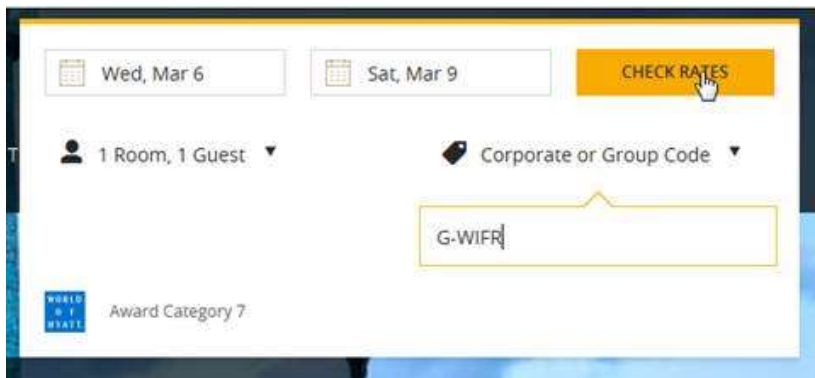 Wed, Mar 6
Sat, Mar 9
CHECK RATES
T
1 Room, 1 Guest
Corporate or Group Code
G-WIFR
WORLD
OF
HYATT
Award Category 7